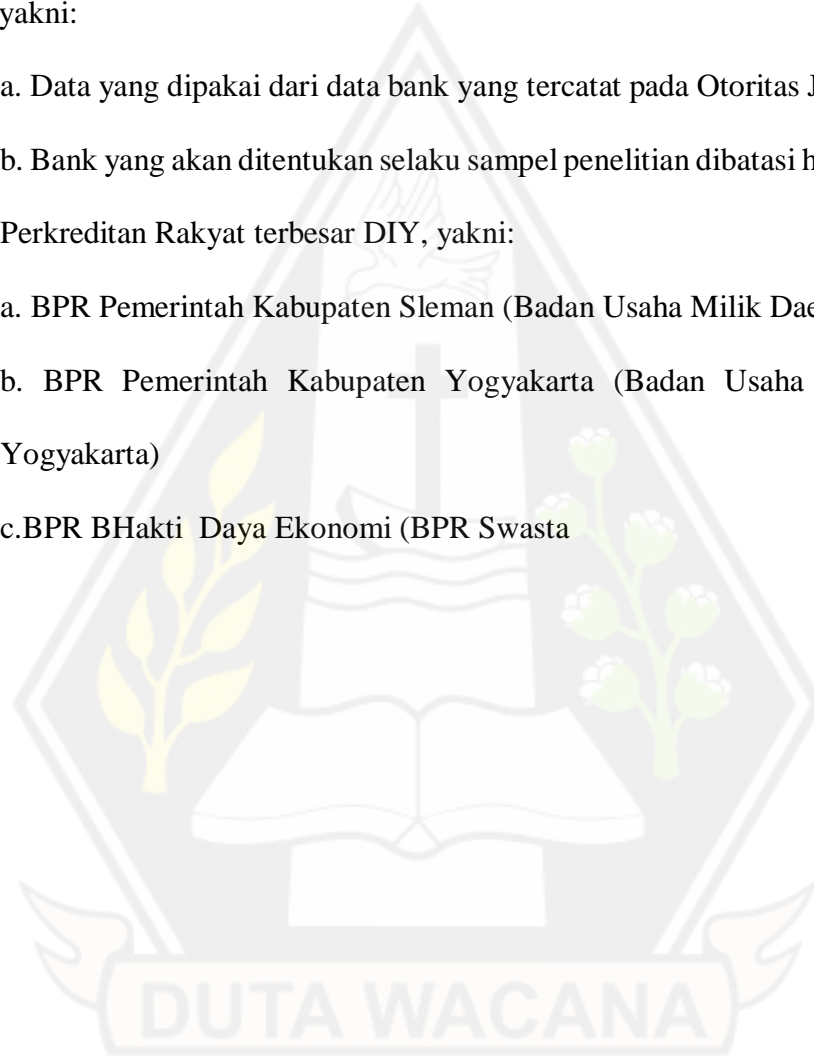 yakni:
a. Data yang dipakai dari data bank yang tercatat pada Otoritas
b. Bank yang akan ditentukan selaku sampel penelitian dibatasi
Perkreditan Rakyat terbesar DIY, yakni:
a. BPR Pemerintah Kabupaten Sleman (Badan Usaha Milik
b. BPR Pemerintah Kabupaten Yogyakarta (Badan Usaha
Yogyakarta)
c.BPR BHakti Daya Ekonomi (BPR Swasta
DUTA WACANA